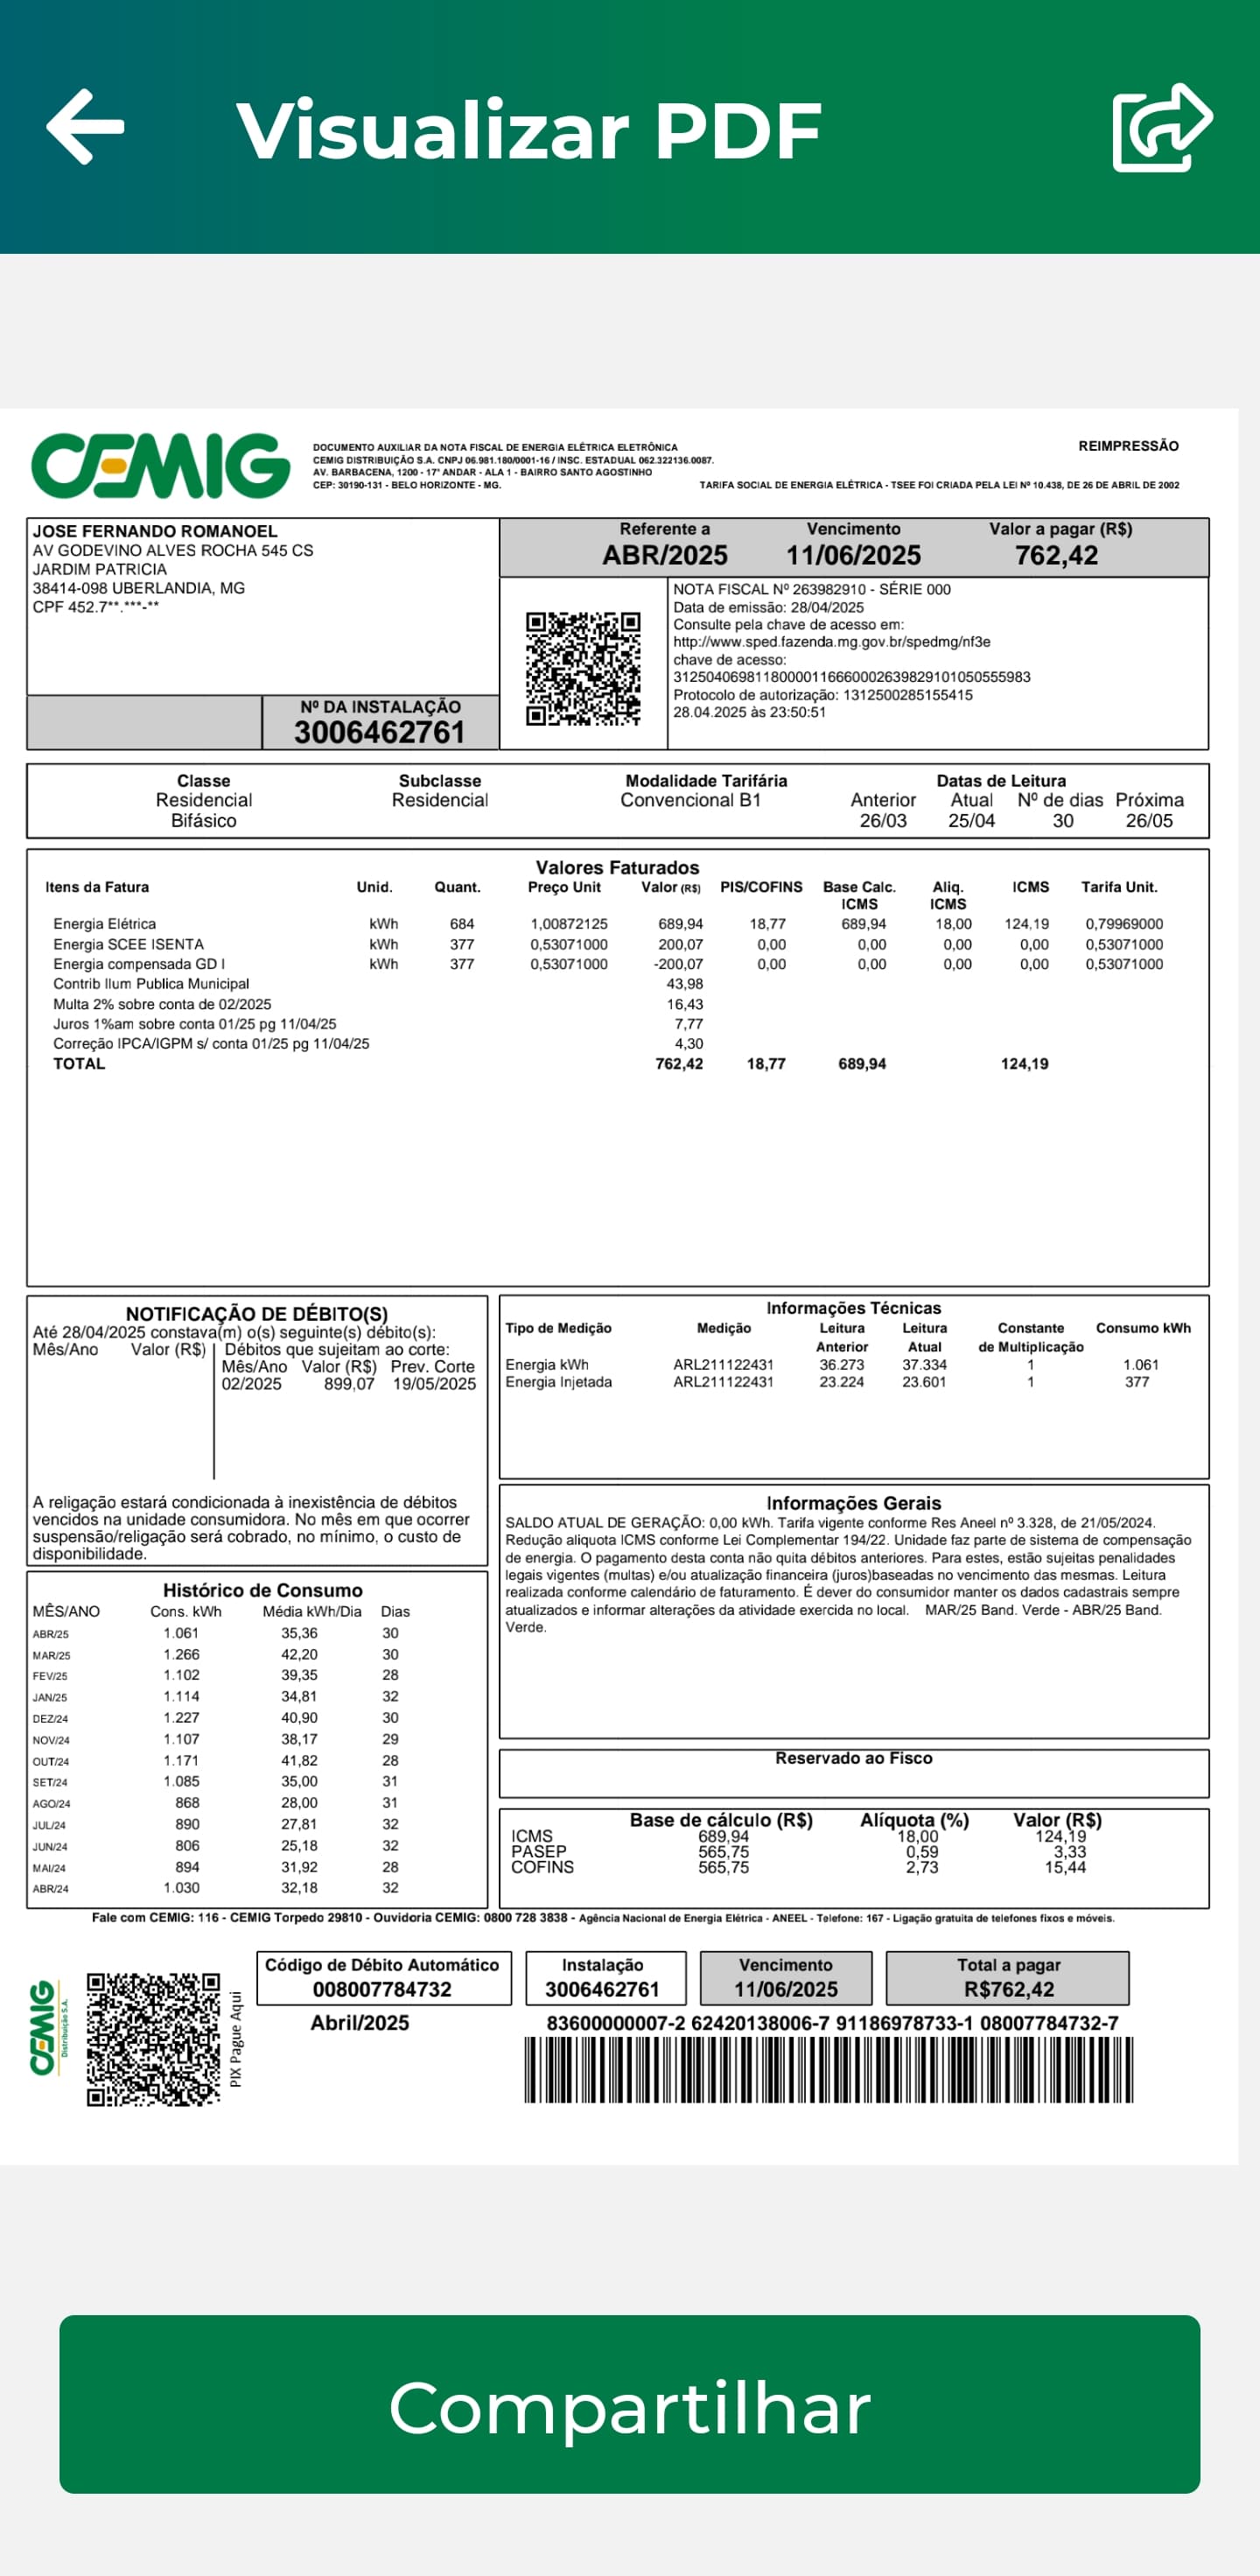 Visualizar PDF
CEMIG
DOCUMENTO AUXILIAR DA NOTA FISCAL DE ENERGIA ELÉTRICA ELETRÔNICA
CEMIG DISTRIBUIÇÃO S.A. CNPJ 06.981.180/0001-16 / INSC. ESTADUAL 062.322136.0087.
AV. BARBACENA, 1200 - 17° ANDAR - ALA 1 - BAIRRO SANTO AGOSTINHO
CEP: 30190-131 - BELO HORIZONTE - MG.
REIMPRESSÃO
TARIFA SOCIAL DE ENERGIA ELÉTRICA - TSEE FOI CRIADA PELA LEI Nº 10.438, DE 26 DE ABRIL DE 2002
JOSE FERNANDO ROMANOEL
AV GODEVINO ALVES ROCHA 545 CS
JARDIM PATRICIA
38414-098 UBERLANDIA, MG
CPF 452.7**.***-**
Nº DA INSTALAÇÃO
3006462761
Referente a Vencimento Valor a pagar (R$)
ABR/2025 11/06/2025 762,42
NOTA FISCAL Nº 263982910 - SÉRIE 000
Data de emissão: 28/04/2025
Consulte pela chave de acesso em:
http://www.sped.fazenda.mg.gov.br/spedmg/nf3e
chave de acesso:
31250406981180000116660002639829101050555983
Protocolo de autorização: 1312500285155415
28.04.2025 às 23:50:51
Classe Subclasse Modalidade Tarifária Datas de Leitura
Residencial Residencial Convencional B1 Anterior Atual Nº de dias Próxima
Bifásico 26/03 25/04 30 26/05
Valores Faturados
Itens da Fatura Unid. Quant. Preço Unit Valor (R$) PIS/COFINS Base Calc. Aliq. ICMS Tarifa Unit.
ICMS ICMS
Energia Elétrica kWh 684 1,00872125 689,94 18,77 689,94 18,00 124,19 0,79969000
Energia SCEE ISENTA kWh 377 0,53071000 200,07 0,00 0,00 0,00 0,00 0,53071000
Energia compensada GD I kWh 377 0,53071000 -200,07 0,00 0,00 0,00 0,00 0,53071000
Contrib Ilum Publica Municipal 43,98
Multa 2% sobre conta de 02/2025 16,43
Juros 1%am sobre conta 01/25 pg 11/04/25 7,77
Correção IPCA/IGPM s/ conta 01/25 pg 11/04/25 4,30
TOTAL 762,42 18,77 689,94 124,19
NOTIFICAÇÃO DE DÉBITO(S)
Até 28/04/2025 constava(m) o(s) seguinte(s) débito(s):
Mês/Ano Valor (R$) Débitos que sujeitam ao corte:
Mês/Ano Valor (R$) Prev. Corte
02/2025 899,07 19/05/2025
A religação estará condicionada à inexistência de débitos
vencidos na unidade consumidora. No mês em que ocorrer
suspensão/religação será cobrado, no mínimo, o custo de
disponibilidade.
Informações Técnicas
Tipo de Medição Medição Leitura Leitura Constante Consumo kWh
Anterior Atual de Multiplicação
Energia kWh ARL211122431 36.273 37.334 1 1.061
Energia Injetada ARL211122431 23.224 23.601 1 377
Informações Gerais
SALDO ATUAL DE GERAÇÃO: 0,00 kWh. Tarifa vigente conforme Res Aneel nº 3.328, de 21/05/2024.
Redução aliquota ICMS conforme Lei Complementar 194/22. Unidade faz parte de sistema de compensação
de energia. O pagamento desta conta não quita débitos anteriores. Para estes, estão sujeitas penalidades
legais vigentes (multas) e/ou atualização financeira (juros)baseadas no vencimento das mesmas. Leitura
realizada conforme calendário de faturamento. É dever do consumidor manter os dados cadastrais sempre
atualizados e informar alterações da atividade exercida no local. MAR/25 Band. Verde - ABR/25 Band.
Verde.
Histórico de Consumo
MÊS/ANO Cons. kWh Média kWh/Dia Dias
ABR/25 1.061 35,36 30
MAR/25 1.266 42,20 30
FEV/25 1.102 39,35 28
JAN/25 1.114 34,81 32
DEZ/24 1.227 40,90 30
NOV/24 1.107 38,17 29
OUT/24 1.171 41,82 28
SET/24 1.085 35,00 31
AGO/24 868 28,00 31
JUL/24 890 27,81 32
JUN/24 806 25,18 32
MAI/24 894 31,92 28
ABR/24 1.030 32,18 32
Reservado ao Fisco
Base de cálculo (R$) Alíquota (%) Valor (R$)
ICMS 689,94 18,00 124,19
PASEP 565,75 0,59 3,33
COFINS 565,75 2,73 15,44
Fale com CEMIG: 116 - CEMIG Torpedo 29810 - Ouvidoria CEMIG: 0800 728 3838 - Agência Nacional de Energia Elétrica - ANEEL - Telefone: 167 - Ligação gratuita de telefones fixos e móveis.
CEMIG
Distribuição S.A.
PIX Pague Aqui
Código de Débito Automático Instalação Vencimento Total a pagar
008007784732 3006462761 11/06/2025 R$762,42
Abril/2025 83600000007-2 62420138006-7 91186978733-1 08007784732-7
Compartilhar